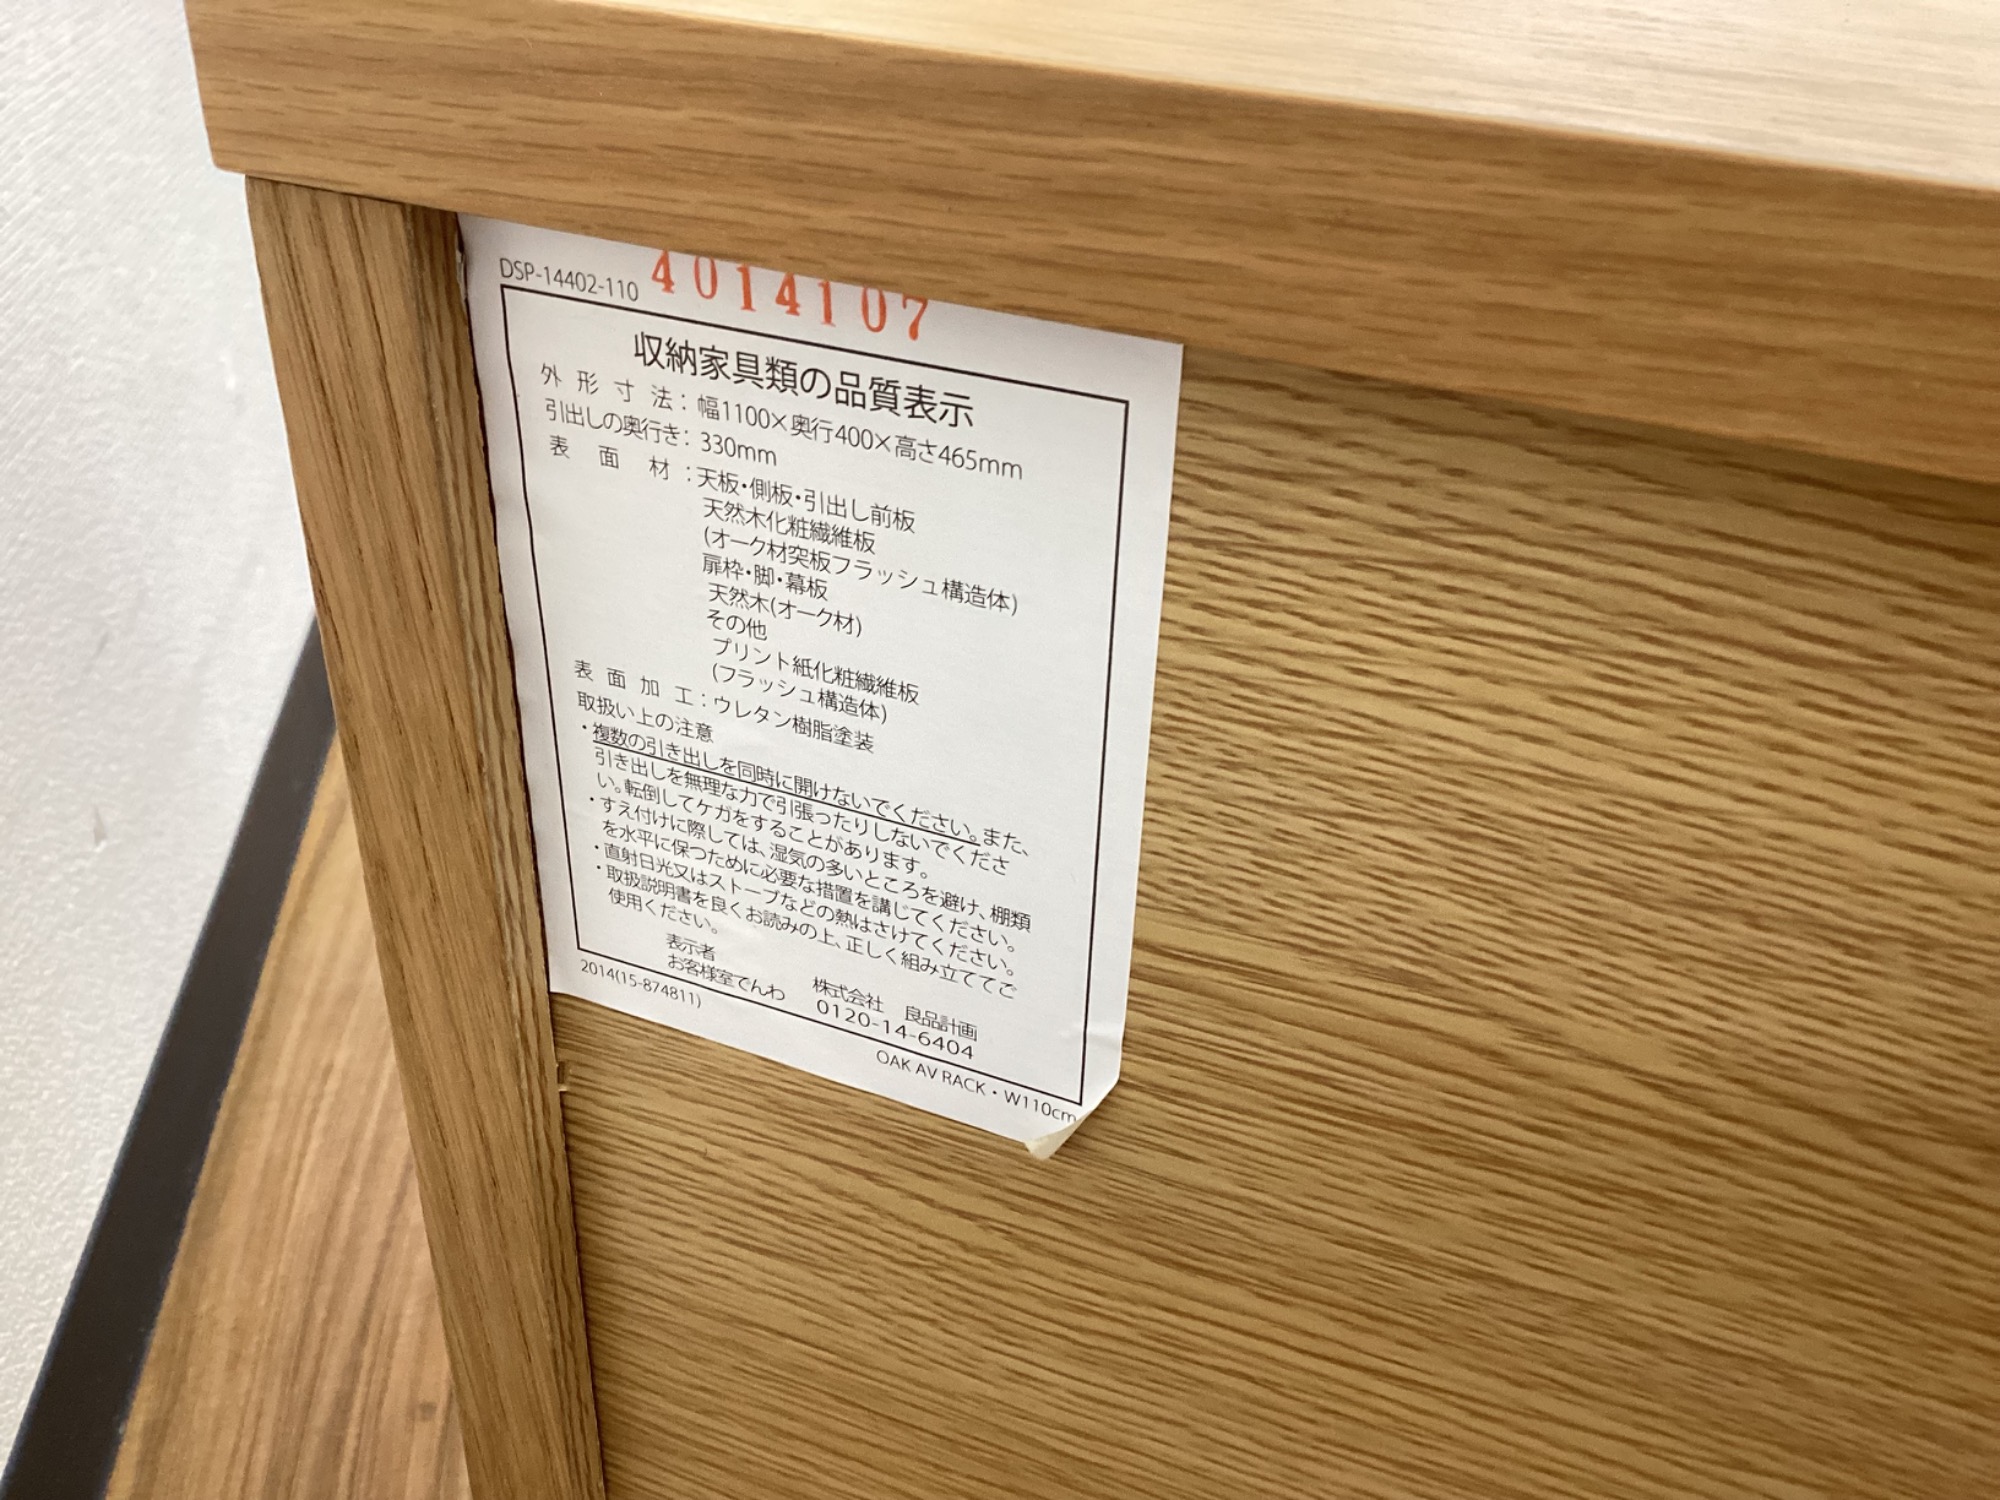 DSP-14402-110 4014107
収納家具類の品質表示
外形寸法：幅1100×奥行400×高さ465mm
引出しの奥行き：330mm
表面材：天板・側板・引出し前板
天然木化粧繊維板
(オーク材突板フラッシュ構造体)
扉枠・脚・幕板
天然木(オーク材)
その他
プリント紙化粧繊維板
(フラッシュ構造体)
表面加工：ウレタン樹脂塗装
取扱い上の注意
・複数の引き出しを同時に開けないでください。また、
引き出しを無理な力で引張ったりしないでくださ
い。転倒してケガをすることがあります。
・すえ付けに際しては、湿気の多いところを避け、棚類
を水平に保つために必要な措置を講じてください。
・直射日光又はストーブなどの熱はさけてください。
・取扱説明書を良くお読みの上、正しく組み立ててご
使用ください。
表示者 株式会社 良品計画
お客様室でんわ 0120-14-6404
2014(15-874811)
OAK AV RACK・W110cm